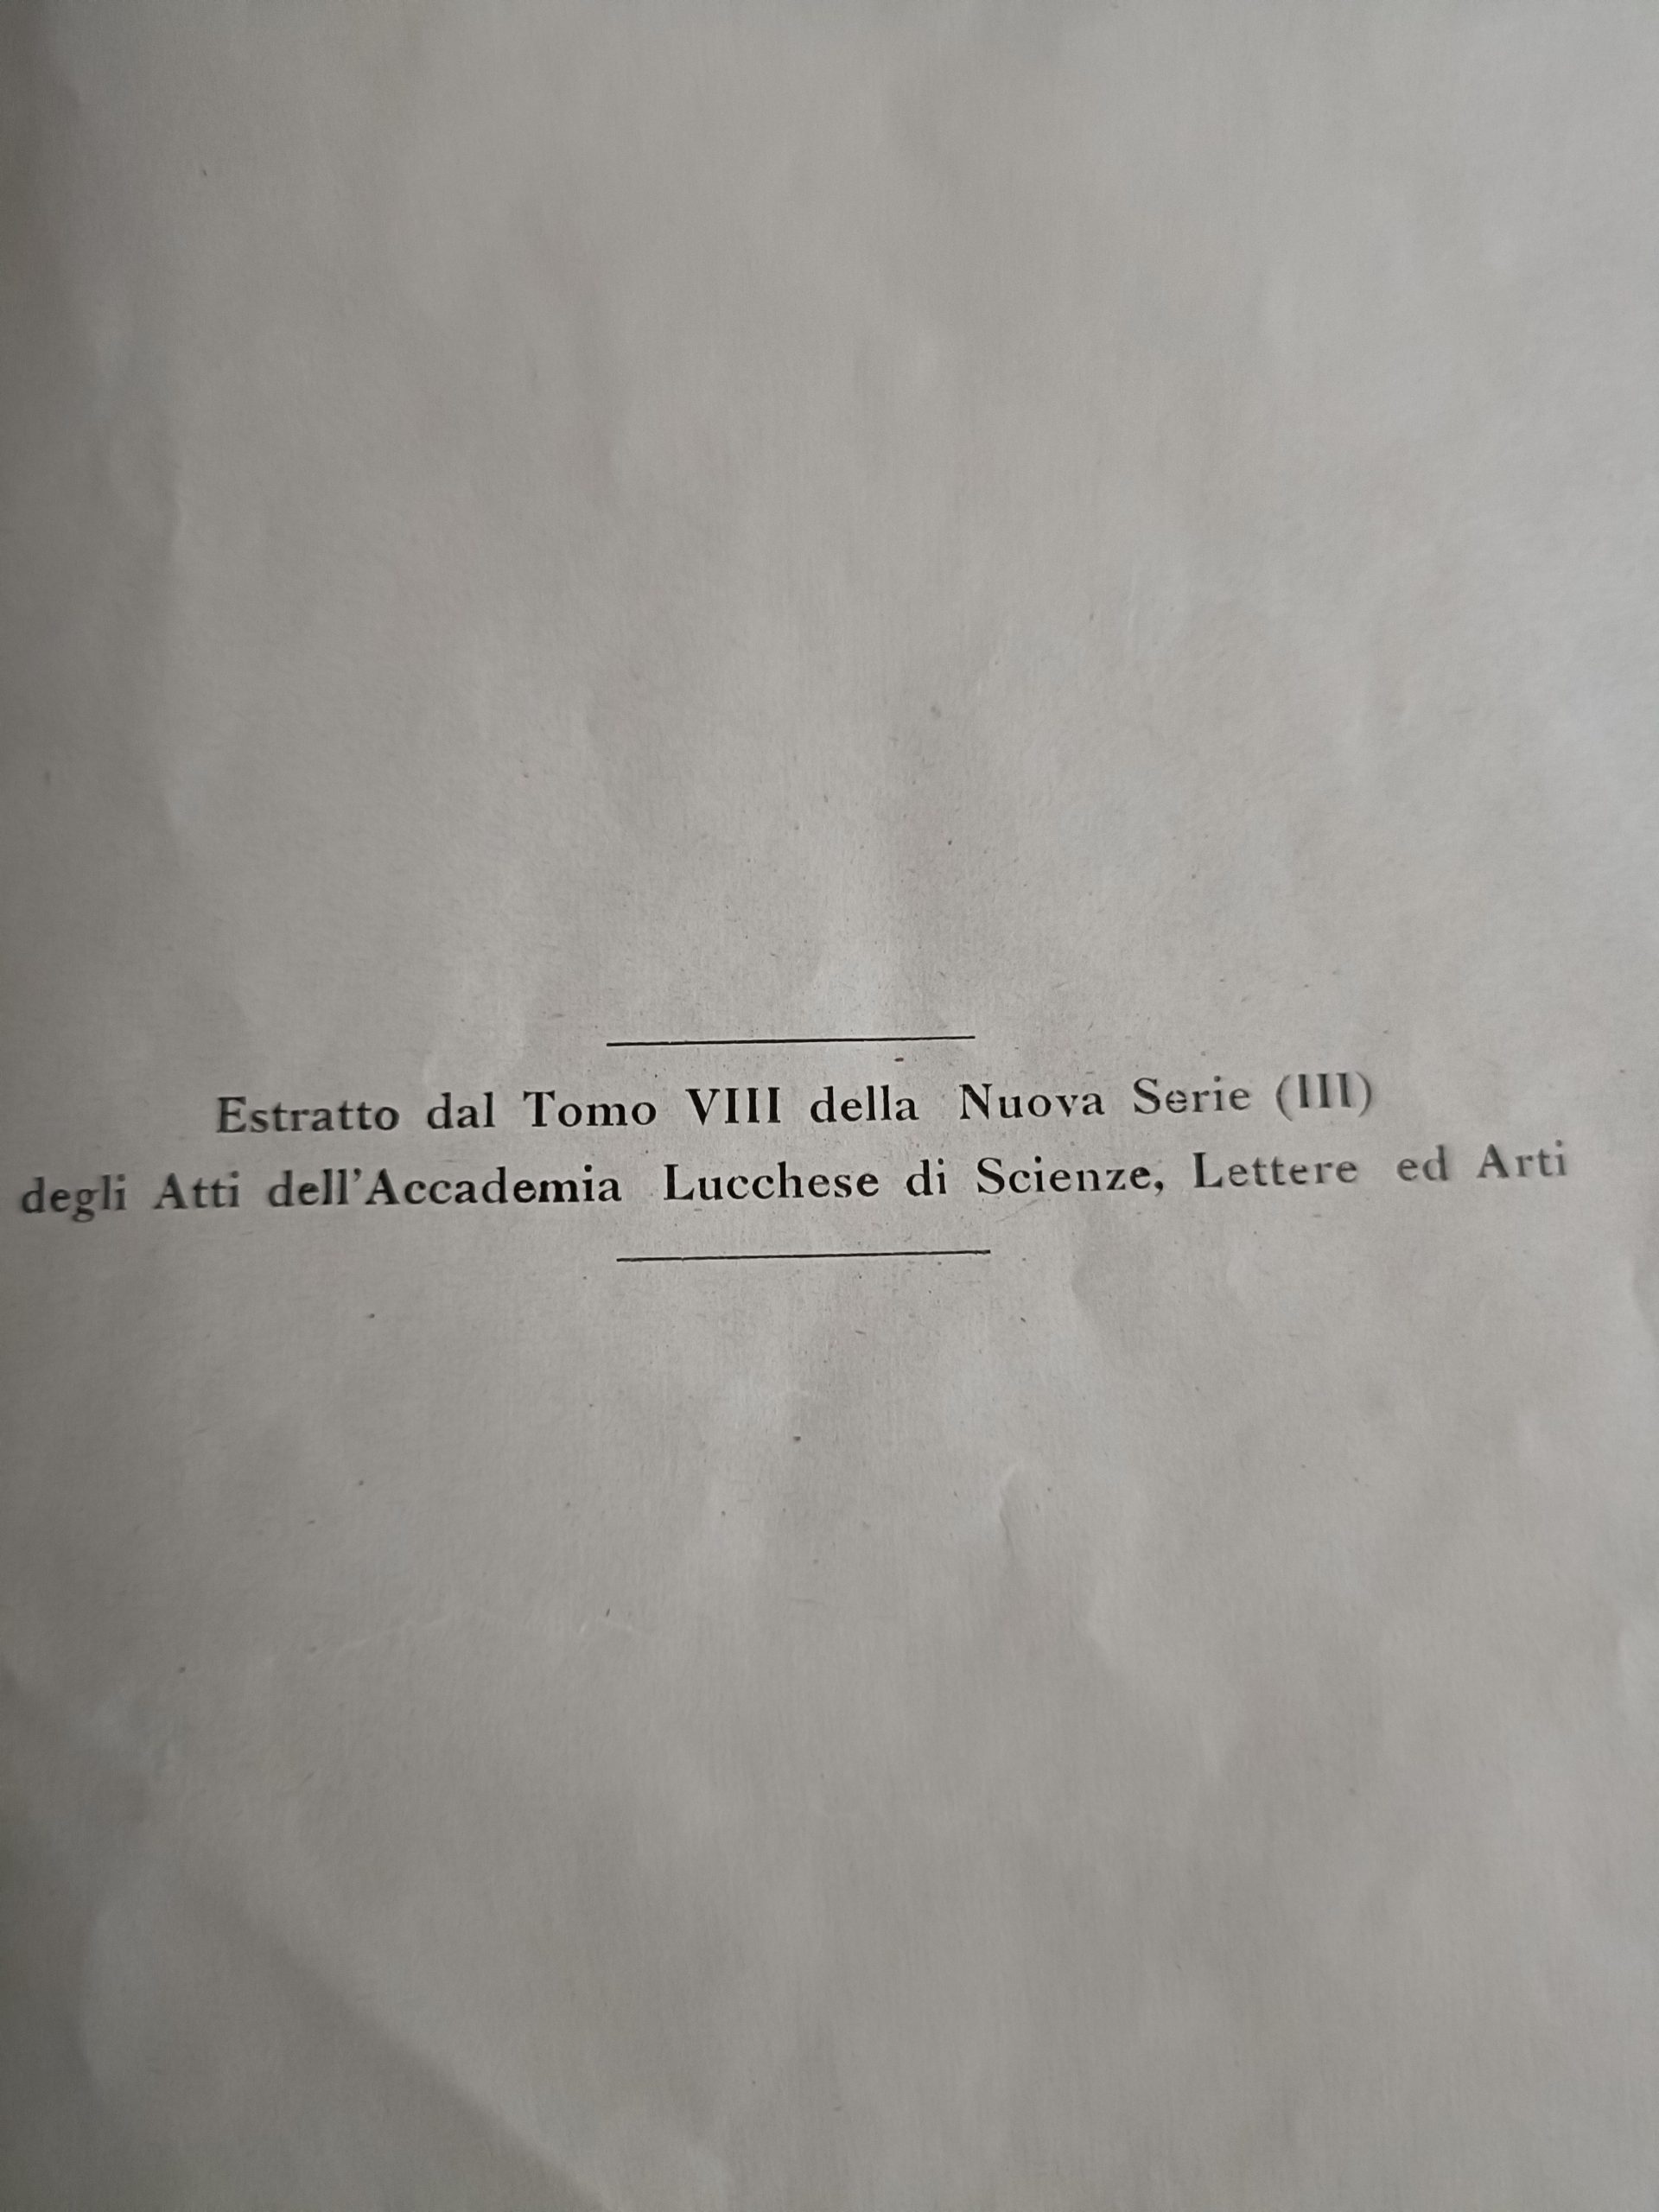 Estratto dal Tomo VIII della Nuova Serie (III)
degli Atti dell'Accademia Lucchese di Scienze, Lettere ed Arti